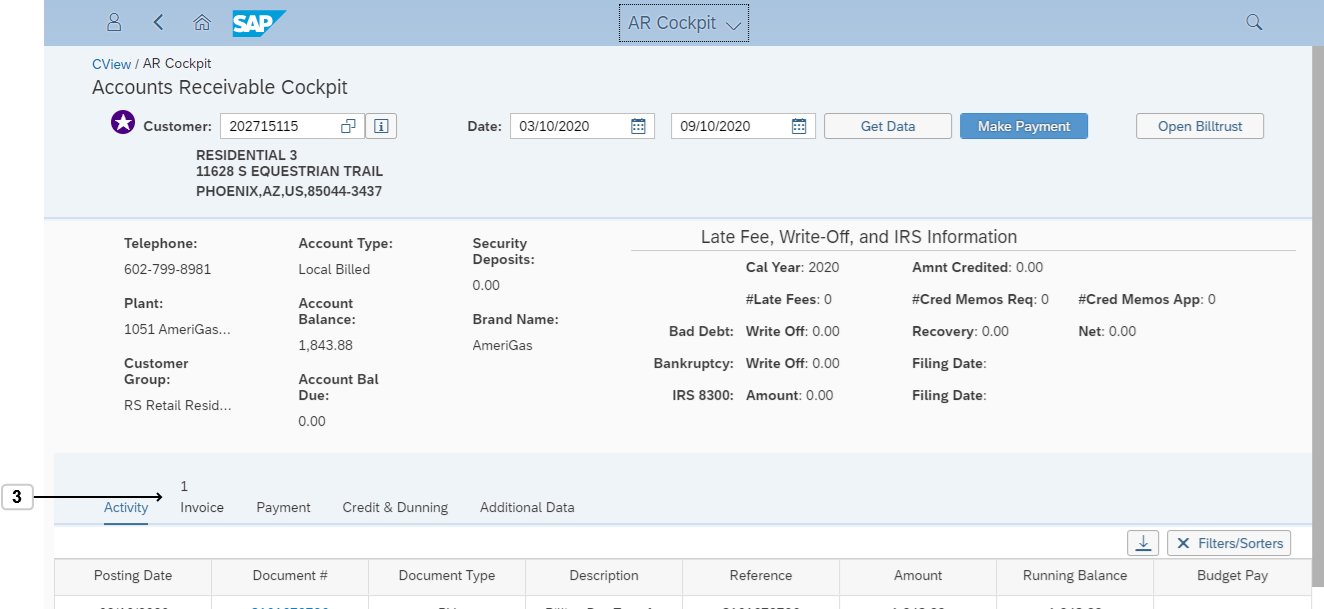 SAP
AR Cockpit
CView / AR Cockpit
Accounts Receivable Cockpit
Customer: 202715115
Date: 03/10/2020 09/10/2020 Get Data Make Payment Open Billtrust
RESIDENTIAL 3
11628 S EQUESTRIAN TRAIL
PHOENIX,AZ,US,85044-3437
Telephone:
602-799-8981
Plant:
1051 AmeriGas...
Customer
Group:
RS Retail Resid...
Account Type:
Local Billed
Account
Balance:
1,843.88
Account Bal
Due:
0.00
Security
Deposits:
0.00
Brand Name:
AmeriGas
Late Fee, Write-Off, and IRS Information
Cal Year: 2020 Amnt Credited: 0.00
#Late Fees: 0 #Cred Memos Req: 0 #Cred Memos App: 0
Bad Debt: Write Off: 0.00 Recovery: 0.00 Net: 0.00
Bankruptcy: Write Off: 0.00 Filing Date:
IRS 8300: Amount: 0.00 Filing Date:
3
1
Activity Invoice Payment Credit & Dunning Additional Data
Filters/Sorters
Posting Date Document # Document Type Description Reference Amount Running Balance Budget Pay